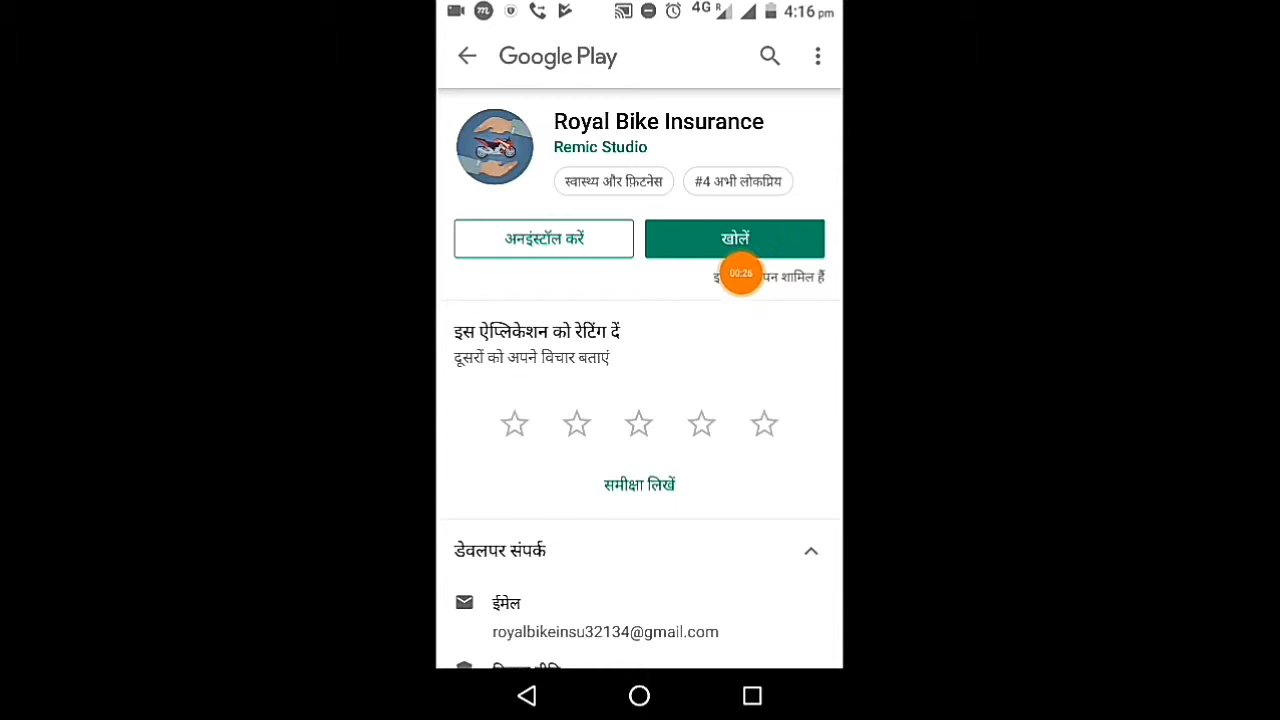 4G R 4:16 pm
Google Play
Royal Bike Insurance
Remic Studio
स्वास्थ्य और फ़िटनेस #4 अभी लोकप्रिय
अनइंस्टॉल करें खोलें
00:26
शामिल हैं
इस ऐप्लिकेशन को रेटिंग दें
दूसरों को अपने विचार बताएं
समीक्षा लिखें
डेवलपर संपर्क
ईमेल
royalbikeinsu32134@gmail.com